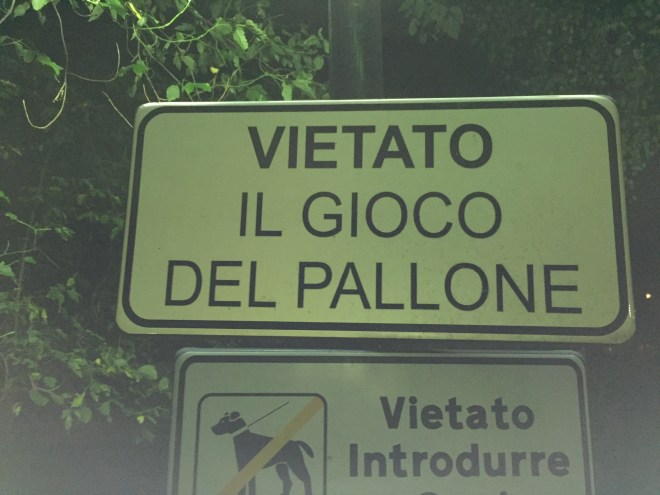 VIETATO
IL GIOCO
DEL PALLONE
Vietato
Introdurre